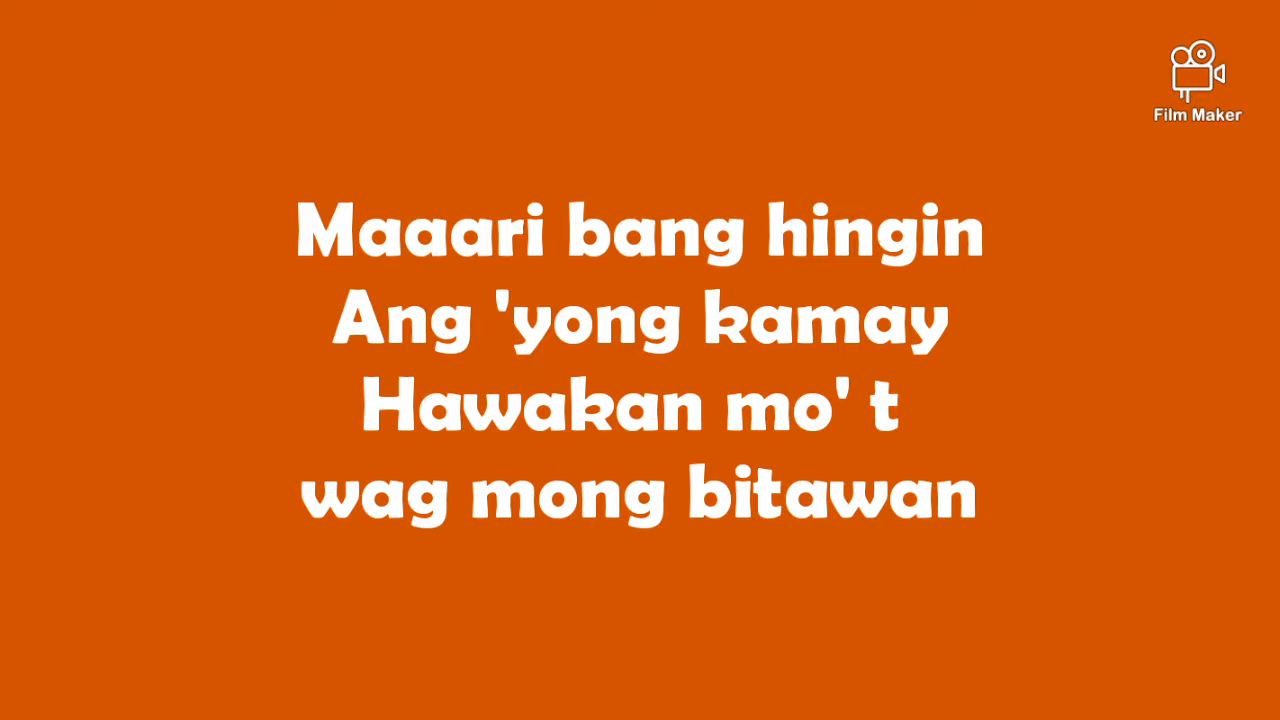 Film Maker
Maaari bang hingin
Ang 'yong kamay
Hawakan mo' t
wag mong bitawan